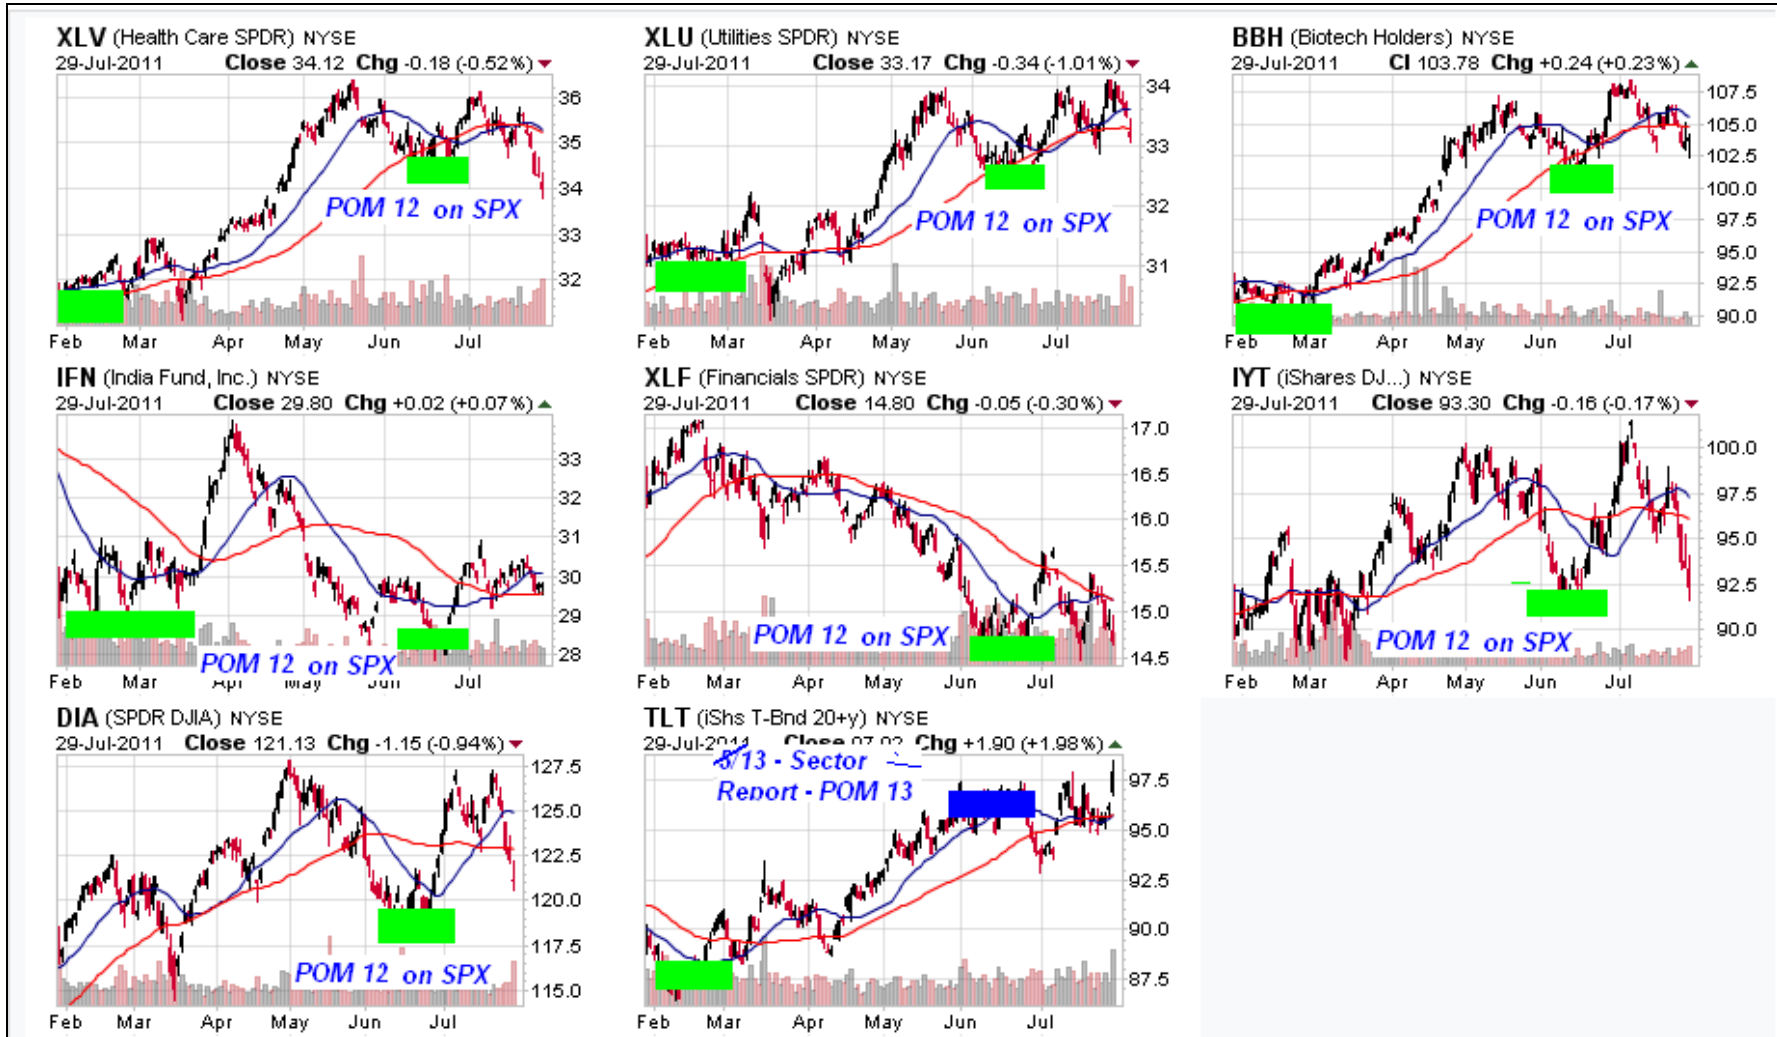 XLV (Health Care SPDR) NYSE
29-Jul-2011 Close 34.12 Chg -0.18 (-0.52%)
36
35
34
33
32
POM 12 on SPX
Feb Mar Apr May Jun Jul
XLU (Utilities SPDR) NYSE
29-Jul-2011 Close 33.17 Chg -0.34 (-1.01%)
34
33
32
31
POM 12 on SPX
Feb Mar Apr May Jun Jul
BBH (Biotech Holders) NYSE
29-Jul-2011 Cl 103.78 Chg +0.24 (+0.23%)
107.5
105.0
102.5
100.0
97.5
95.0
92.5
90.0
POM 12 on SPX
Feb Mar Apr May Jun Jul
IFN (India Fund, Inc.) NYSE
29-Jul-2011 Close 29.80 Chg +0.02 (+0.07%)
33
32
31
30
29
28
POM 12 on SPX
Feb Mar Apr May Jun Jul
XLF (Financials SPDR) NYSE
29-Jul-2011 Close 14.80 Chg -0.05 (-0.30%)
17.0
16.5
16.0
15.5
15.0
14.5
POM 12 on SPX
Feb Mar Apr May Jun Jul
IYT (iShares DJ...) NYSE
29-Jul-2011 Close 93.30 Chg -0.16 (-0.17%)
100.0
97.5
95.0
92.5
90.0
POM 12 on SPX
Feb Mar Apr May Jun Jul
DIA (SPDR DJIA) NYSE
29-Jul-2011 Close 121.13 Chg -1.15 (-0.94%)
127.5
125.0
122.5
120.0
117.5
115.0
POM 12 on SPX
Feb Mar Apr May Jun Jul
TLT (iShs T-Bnd 20+y) NYSE
29-Jul-2011 Close 97.02 Chg +1.90 (+1.98%)
/13 - Sector
Report - POM 13
97.5
95.0
92.5
90.0
87.5
Feb Mar Apr May Jun Jul